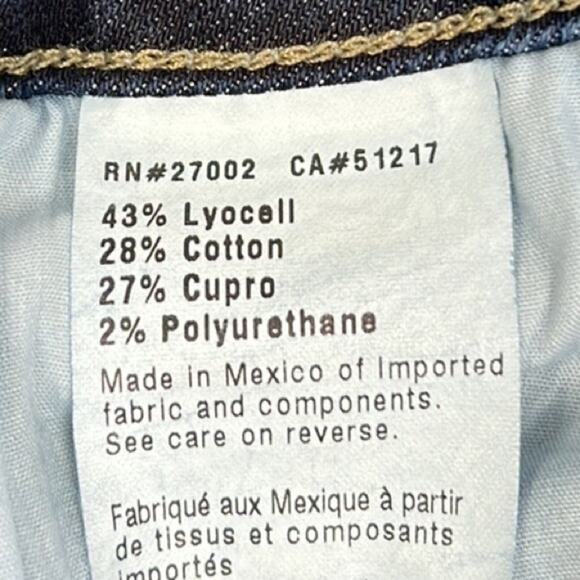 RN#27002 CA#51217
43% Lyocell
28% Cotton
27% Cupro
2% Polyurethane
Made in Mexico of Imported
fabric and components.
See care on reverse.
Fabriqué aux Mexique à partir
de tissus et composants
importés